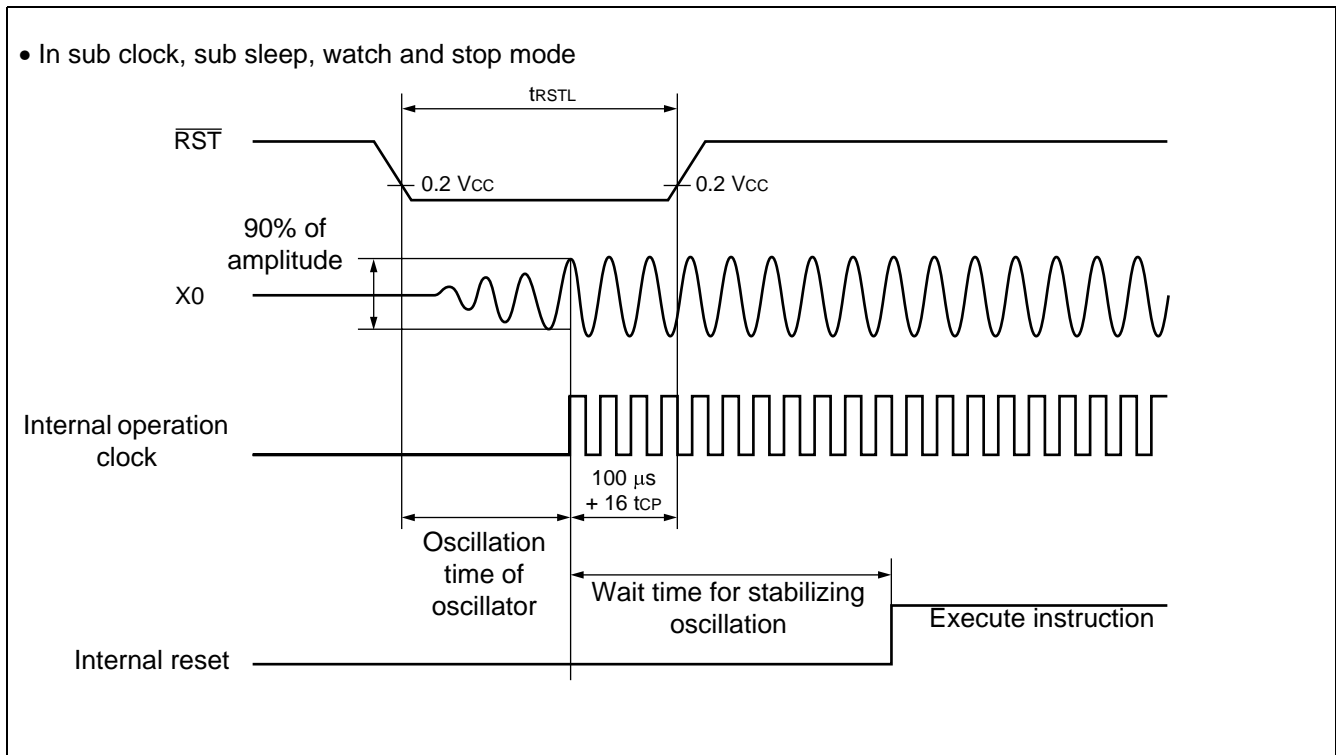 • In sub clock, sub sleep, watch and stop mode
tRSTL
RST
0.2 VCC
0.2 VCC
90% of
amplitude
X0
Internal operation
clock
100 μs
+ 16 tCP
Oscillation
time of
oscillator
Wait time for stabilizing
oscillation
Execute instruction
Internal reset